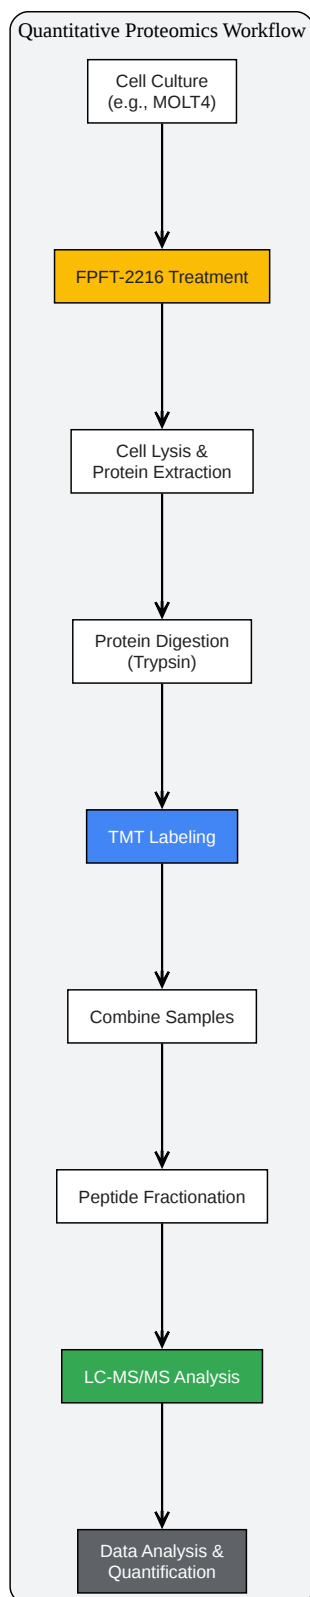 Quantitative Proteomics Workflow
Cell Culture
(e.g., MOLT4)
FPFT-2216 Treatment
Cell Lysis &
Protein Extraction
Protein Digestion
(Trypsin)
TMT Labeling
Combine Samples
Peptide Fractionation
LC-MS/MS Analysis
Data Analysis &
Quantification